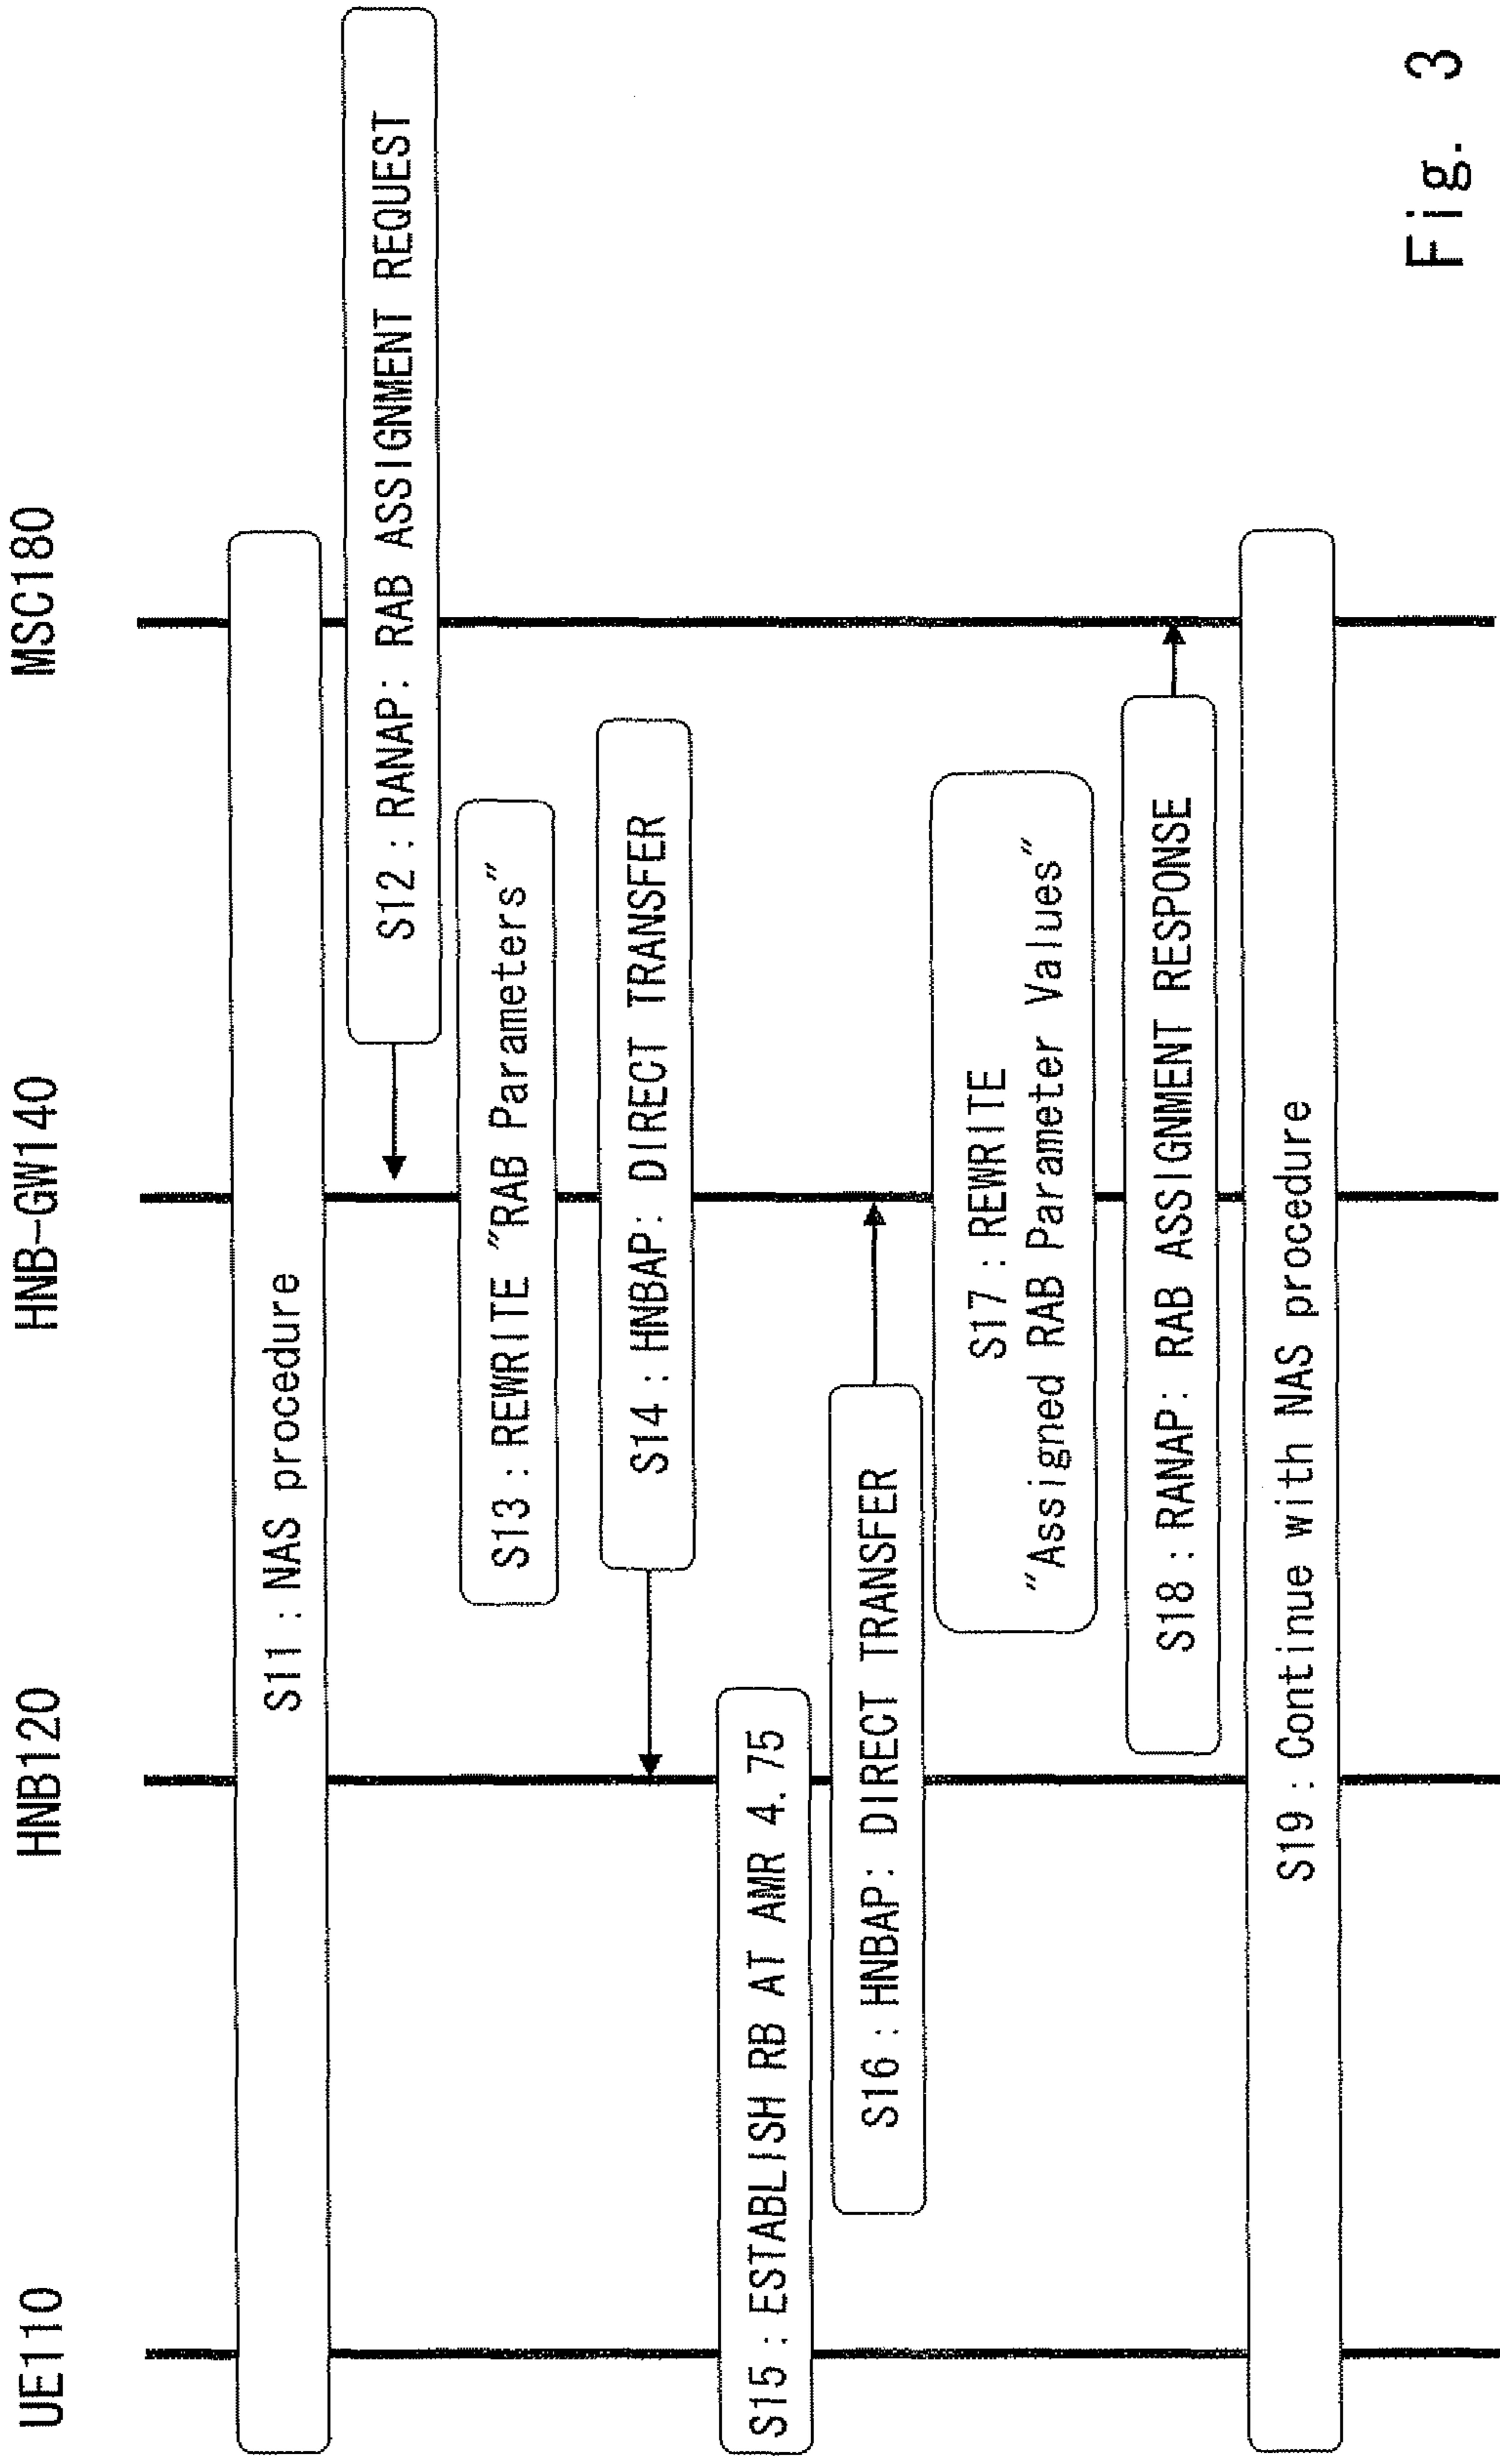 UE110
HNB120
HNB-GW140
MSC180
S11 : NAS procedure
S12 : RANAP: RAB ASSIGNMENT REQUEST
S13 : REWRITE "RAB Parameters"
S14 : HNBAP: DIRECT TRANSFER
S15 : ESTABLISH RB AT AMR 4.75
S16 : HNBAP: DIRECT TRANSFER
S17 : REWRITE
"Assigned RAB Parameter Values"
S18 : RANAP: RAB ASSIGNMENT RESPONSE
S19 : Continue with NAS procedure
Fig. 3